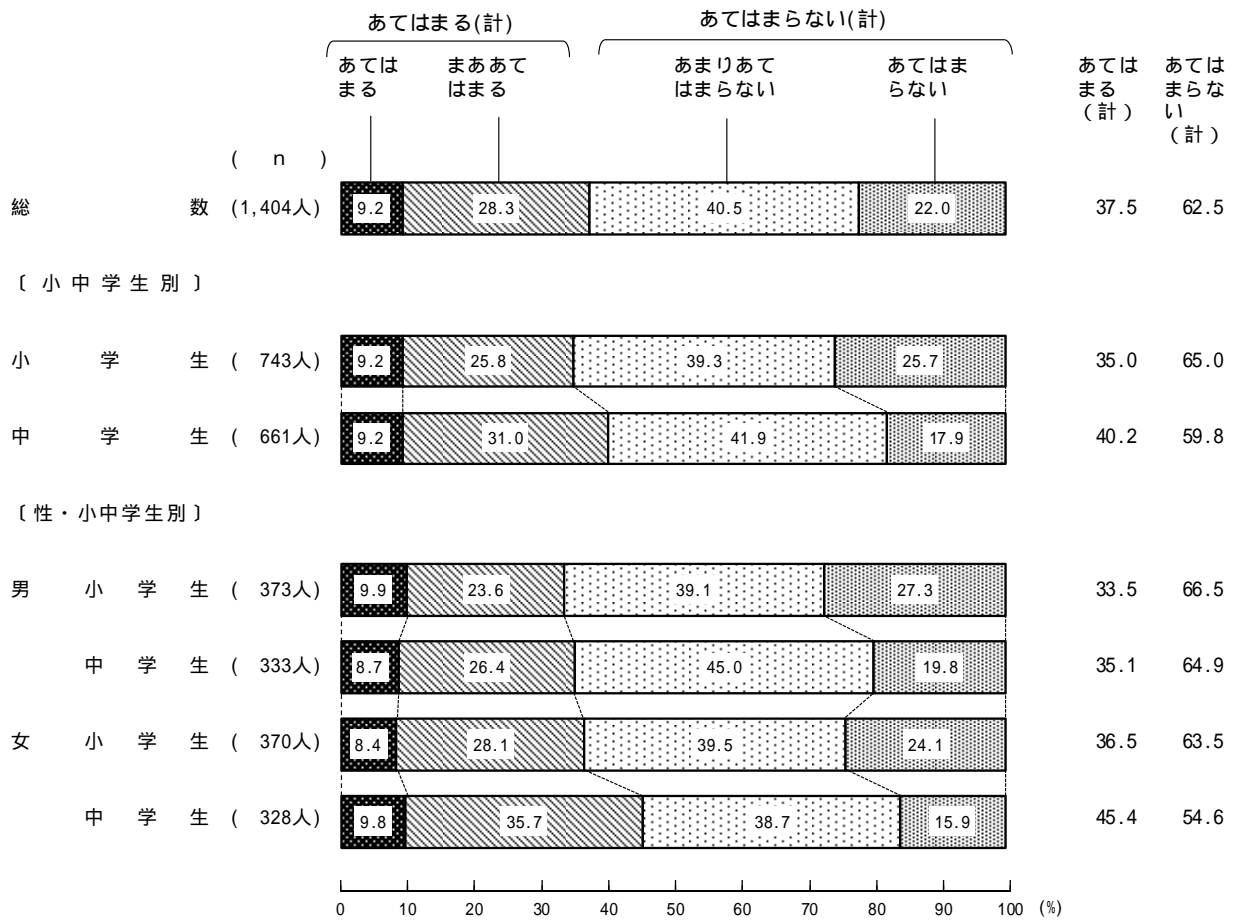 あてはまる(計) あてはまらない(計)
あては
まる
まああて
はまる
あまりあて
はまらない
あてはま
らない
あては
まる
(計)
あては
まらな
い
(計)
( n )
総 数 (1,404人) 9.2 28.3 40.5 22.0 37.5 62.5
〔 小 中 学 生 別 〕
小 学 生 ( 743人) 9.2 25.8 39.3 25.7 35.0 65.0
中 学 生 ( 661人) 9.2 31.0 41.9 17.9 40.2 59.8
〔 性・小中学生別 〕
男 小 学 生 ( 373人) 9.9 23.6 39.1 27.3 33.5 66.5
中 学 生 ( 333人) 8.7 26.4 45.0 19.8 35.1 64.9
女 小 学 生 ( 370人) 8.4 28.1 39.5 24.1 36.5 63.5
中 学 生 ( 328人) 9.8 35.7 38.7 15.9 45.4 54.6
0 10 20 30 40 50 60 70 80 90 100 (%)